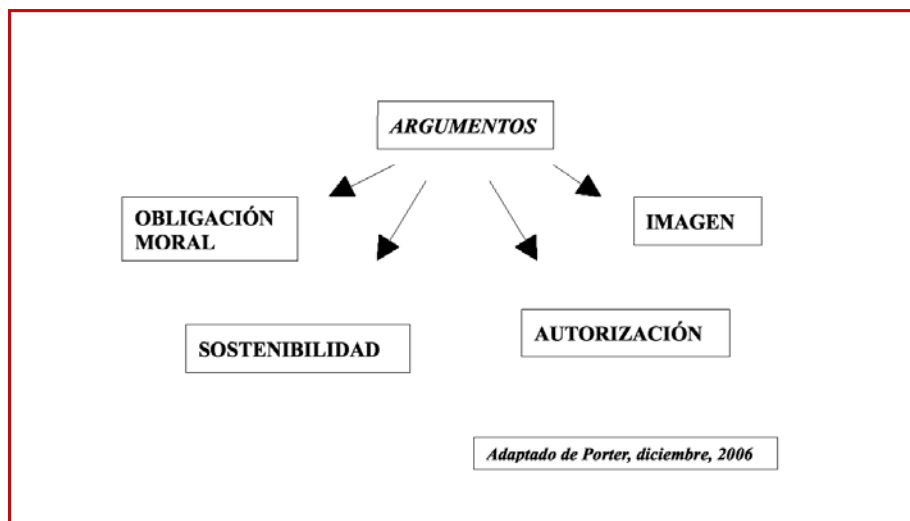 ARGUMENTOS
OBLIGACIÓN
MORAL
IMAGEN
SOSTENIBILIDAD
AUTORIZACIÓN
Adaptado de Porter, diciembre, 2006